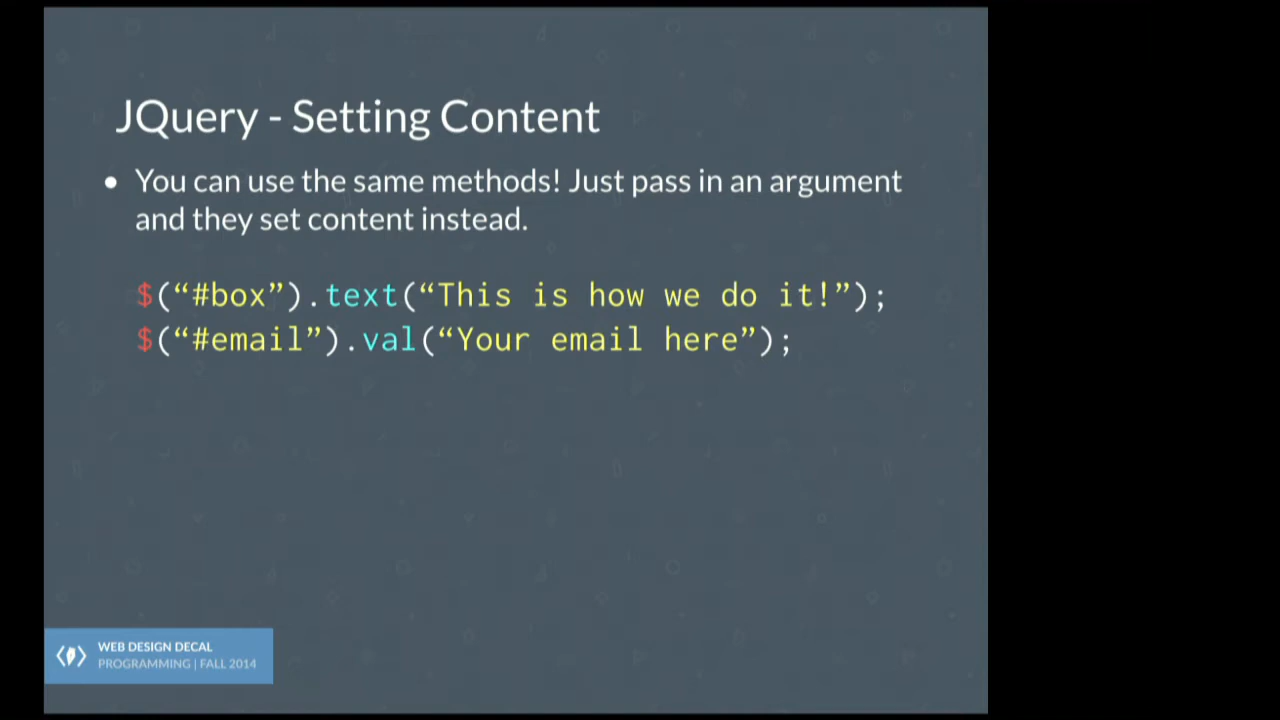 JQuery - Setting Content
• You can use the same methods! Just pass in an argument
and they set content instead.
$(“#box”).text(“This is how we do it!”);
$(“#email”).val(“Your email here”);
WEB DESIGN DECAL
PROGRAMMING | FALL 2014